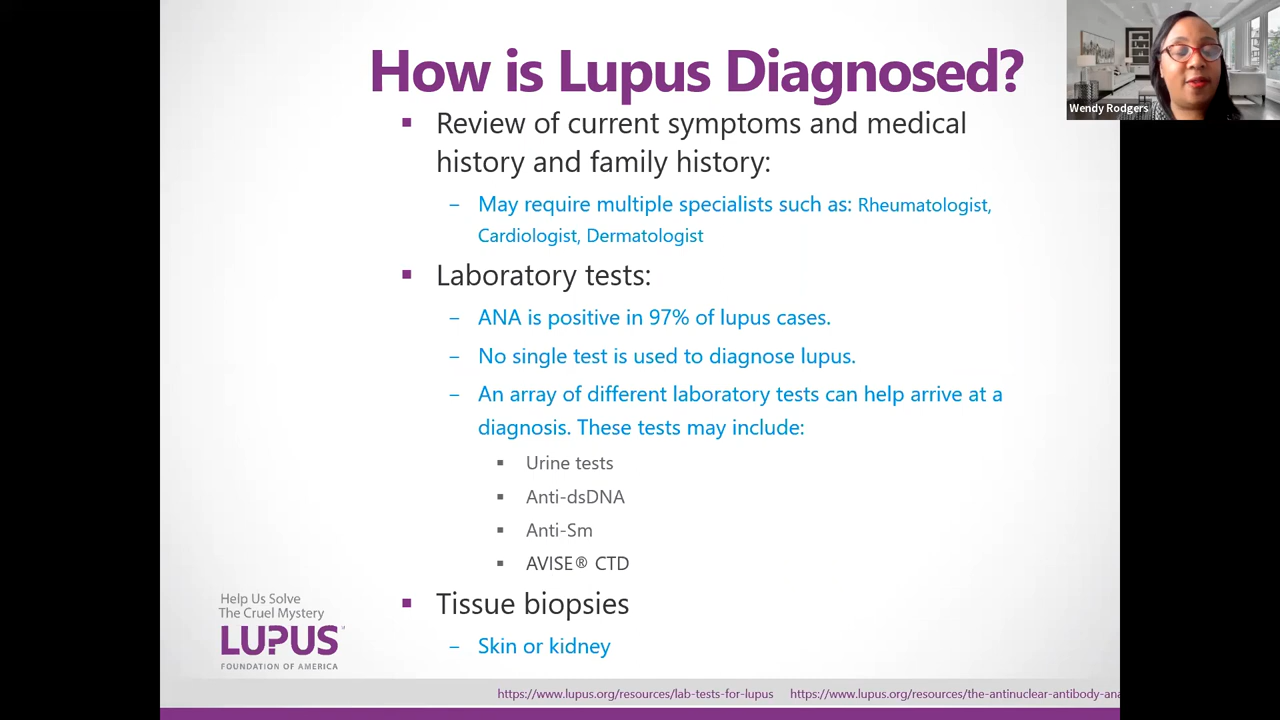 How is Lupus Diagnosed?
Wendy Rodgers
▪ Review of current symptoms and medical
history and family history:
– May require multiple specialists such as: Rheumatologist,
Cardiologist, Dermatologist
▪ Laboratory tests:
– ANA is positive in 97% of lupus cases.
– No single test is used to diagnose lupus.
– An array of different laboratory tests can help arrive at a
diagnosis. These tests may include:
▪ Urine tests
▪ Anti-dsDNA
▪ Anti-Sm
▪ AVISE® CTD
▪ Tissue biopsies
– Skin or kidney
Help Us Solve
The Cruel Mystery
LUPUS
FOUNDATION OF AMERICA
https://www.lupus.org/resources/lab-tests-for-lupus https://www.lupus.org/resources/the-antinuclear-antibody-ana